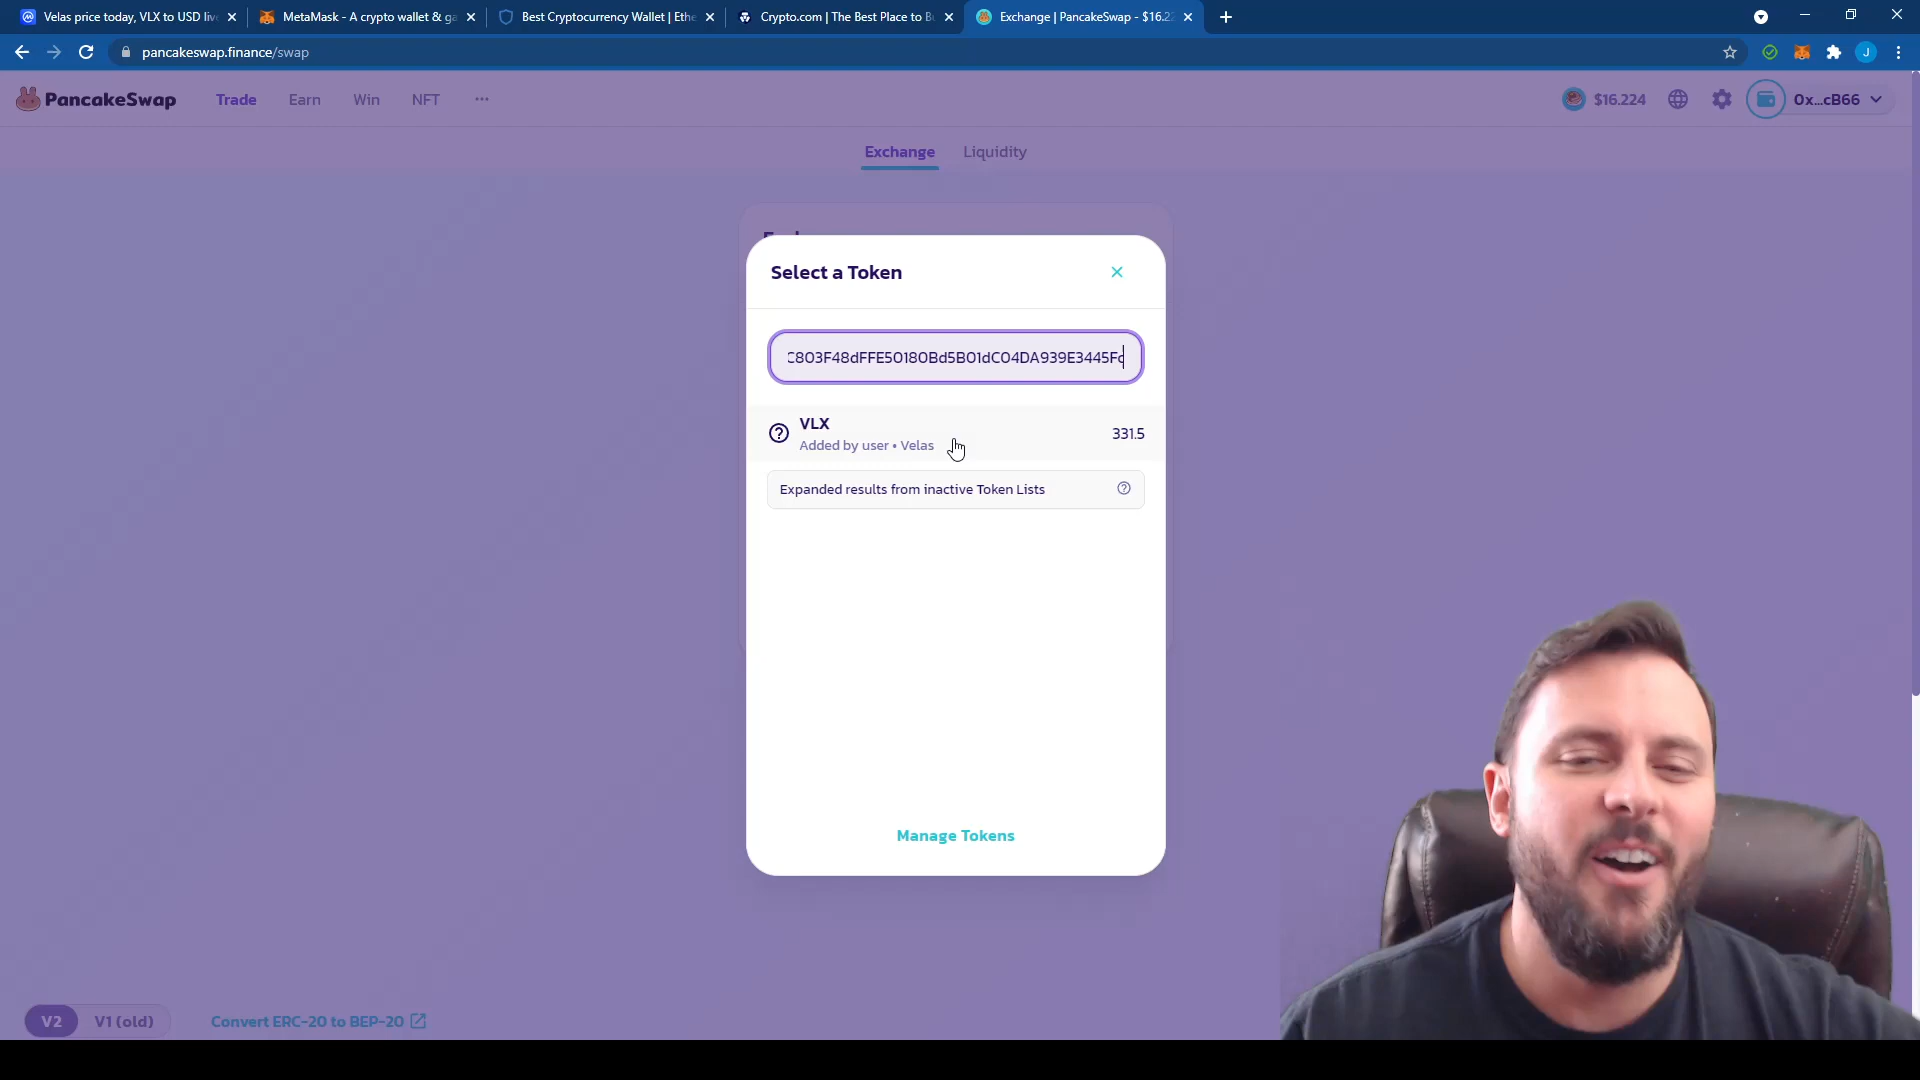 Velas price today, VLX to USD liv
MetaMask - A crypto wallet & ga
Best Cryptocurrency Wallet | Ethe
Crypto.com | The Best Place to Bu
Exchange | PancakeSwap - $16.22
pancakeswap.finance/swap
J
PancakeSwap
Trade
Earn
Win
NFT
$16.224
0x...cB66
Exchange
Liquidity
Select a Token
C803F48dFFE50180Bd5B01dC04DA939E3445Fc
VLX
Added by user • Velas
331.5
Expanded results from inactive Token Lists
Manage Tokens
V2
V1 (old)
Convert ERC-20 to BEP-20